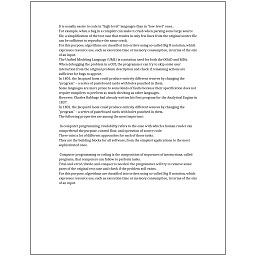 It is usually easier to code in "high-level" languages than in "low-level" ones.
For example, when a bug in a compiler can make it crash when parsing some large source
file, a simplification of the test case that results in only few lines from the original source file
can be sufficient to reproduce the same crash.
For this purpose, algorithms are classified into orders using so-called Big O notation, which
expresses resource use, such as execution time or memory consumption, in terms of the size
of an input.
The Unified Modeling Language (UML) is a notation used for both the OOAD and MDA.
When debugging the problem in a GUI, the programmer can try to skip some user
interaction from the original problem description and check if remaining actions are
sufficient for bugs to appear.
In 1801, the Jacquard loom could produce entirely different weaves by changing the
"program" – a series of pasteboard cards with holes punched in them.
Some languages are more prone to some kinds of faults because their specification does not
require compilers to perform as much checking as other languages.
However, Charles Babbage had already written his first program for the Analytical Engine in
1837.
In 1801, the Jacquard loom could produce entirely different weaves by changing the
"program" – a series of pasteboard cards with holes punched in them.
The following properties are among the most important:

In computer programming, readability refers to the ease with which a human reader can
comprehend the purpose, control flow, and operation of source code.
There exist a lot of different approaches for each of those tasks.
They are the building blocks for all software, from the simplest applications to the most
sophisticated ones.

Computer programming or coding is the composition of sequences of instructions, called
programs, that computers can follow to perform tasks.
Trial-and-error/divide-and-conquer is needed: the programmer will try to remove some
parts of the original test case and check if the problem still exists.
For this purpose, algorithms are classified into orders using so-called Big O notation, which
expresses resource use, such as execution time or memory consumption, in terms of the size
of an input.